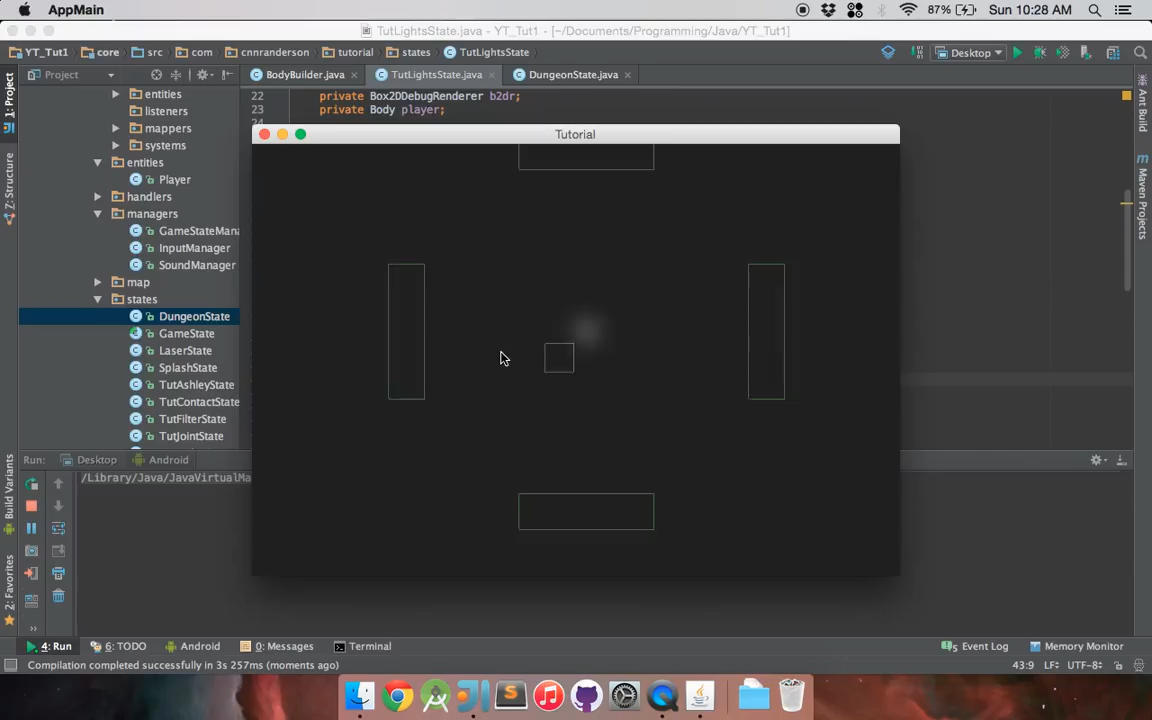 AppMain
87%
Sun 10:28 AM
TutLightsState.java - [~/Documents/Programming/Java/YT_Tut1]
YT_Tut1
core
src
com
cnnranderson
tutorial
states
TutLightsState
Desktop
1: Project
Project
BodyBuilder.java
TutLightsState.java
DungeonState.java
22 private Box2DDebugRenderer b2dr;
23 private Body player;
24
Tutorial
entities
listeners
mappers
systems
entities
Player
handlers
managers
GameStateMana
InputManager
SoundManager
map
states
DungeonState
GameState
LaserState
SplashState
TutAshleyState
TutContactState
TutFilterState
TutJointState
Z: Structure
Build Variants
2: Favorites
Ant Build
Maven Projects
Run:
Desktop
Android
/Library/Java/JavaVirtualMa
4: Run
6: TODO
Android
0: Messages
Terminal
Event Log
Memory Monitor
Compilation completed successfully in 3s 257ms (moments ago)
43:9
LF
UTF-8